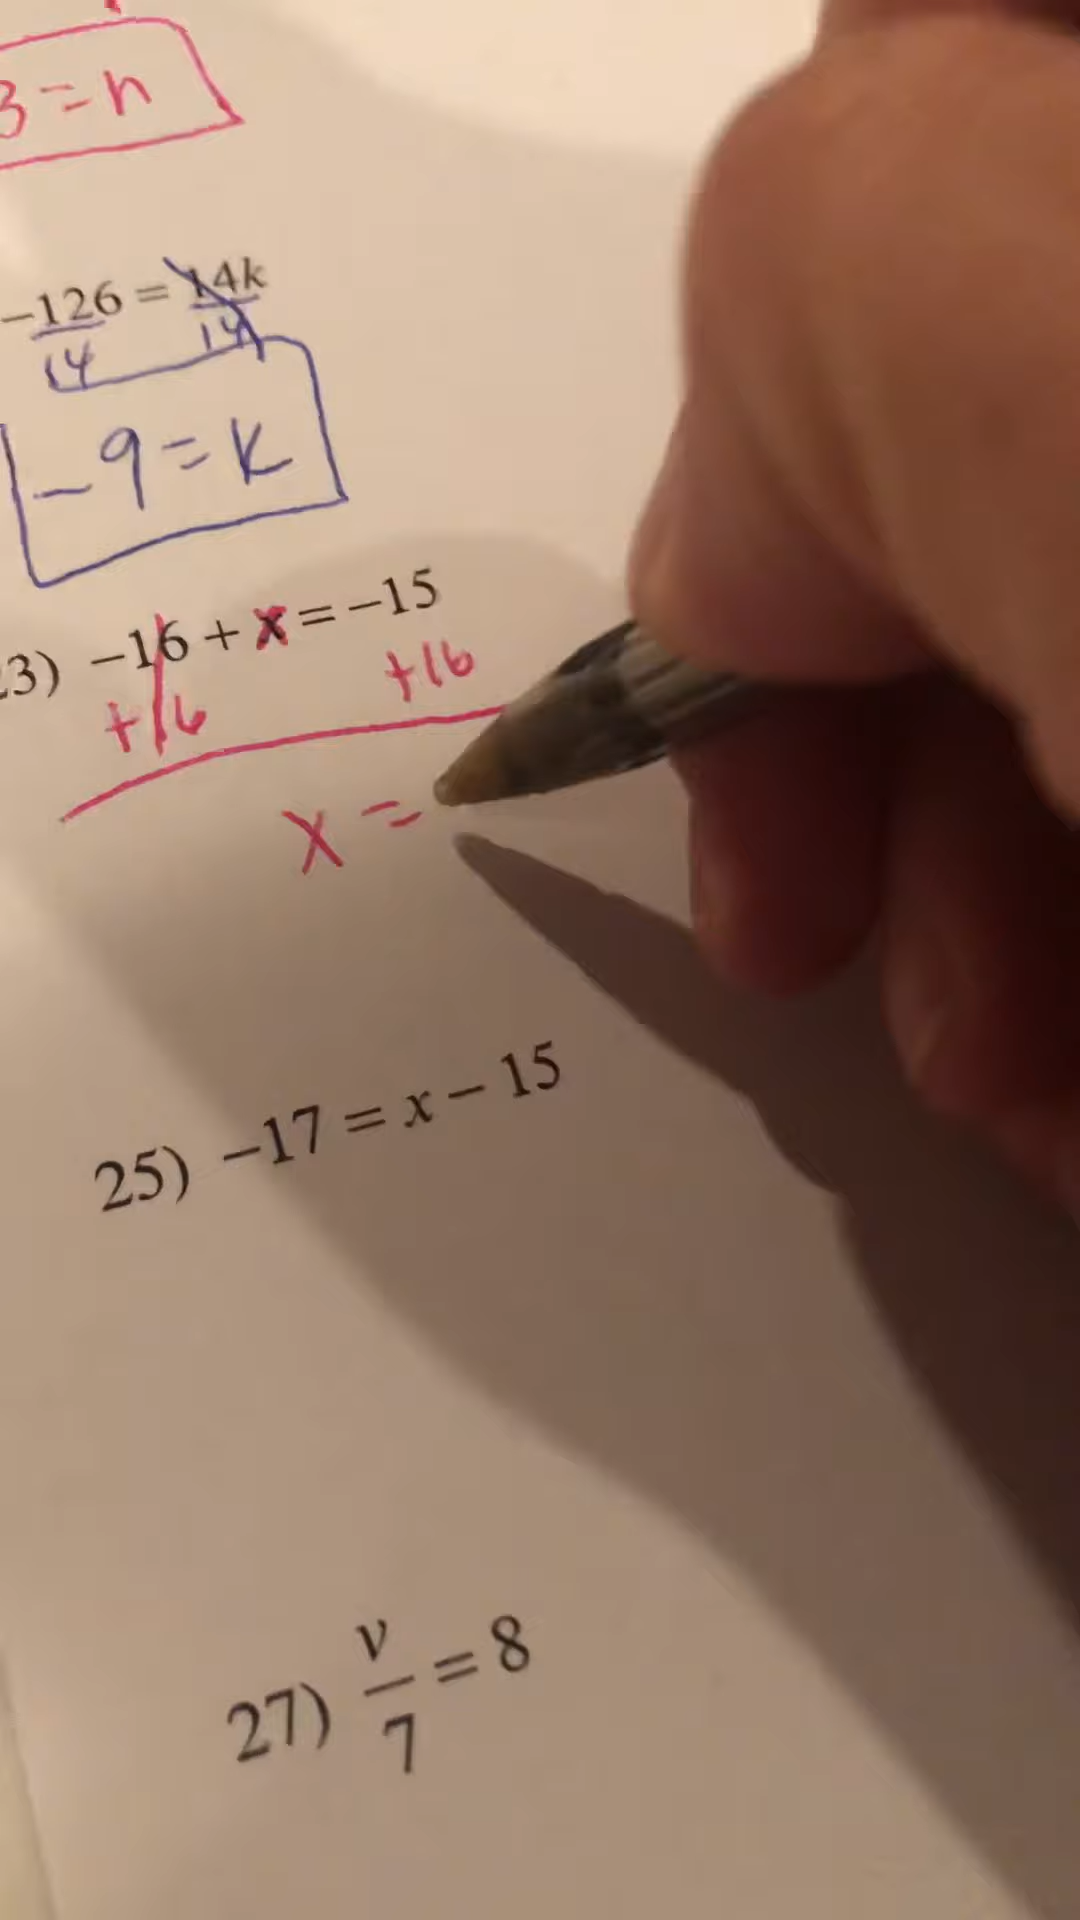 3 = n
-126 = 14k
14 14
-9 = k
3) -16 + x = -15
+16 +16
x =
25) -17 = x - 15
27) v/7 = 8